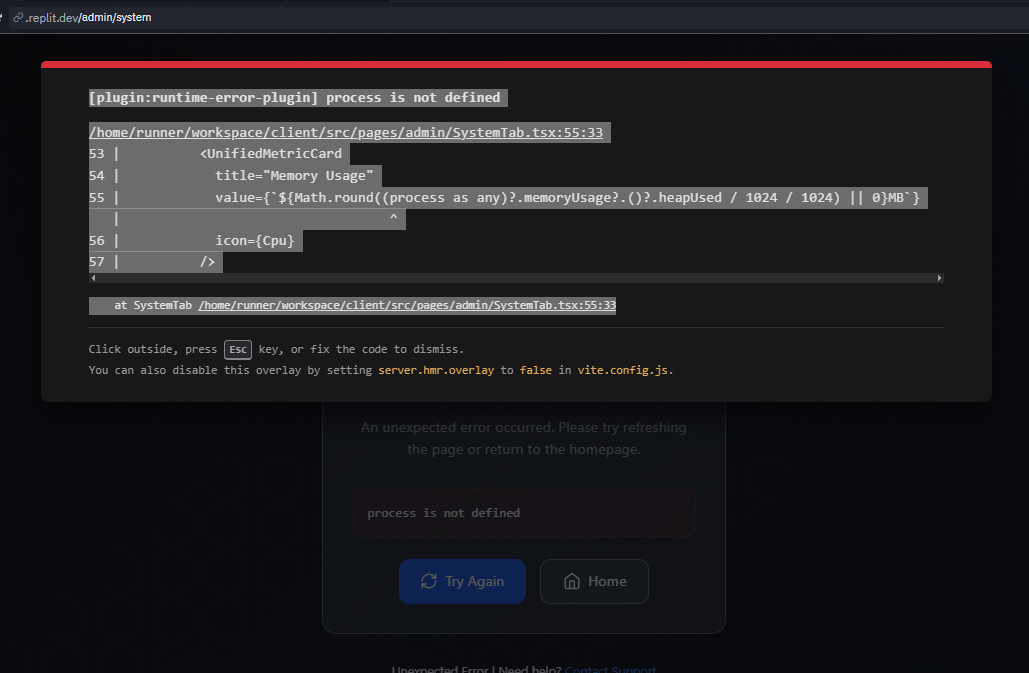 .replit.dev/admin/system
[plugin:runtime-error-plugin] process is not defined
/home/runner/workspace/client/src/pages/admin/SystemTab.tsx:55:33
53 |          <UnifiedMetricCard
54 |            title="Memory Usage"
55 |            value={`${Math.round((process as any)?.memoryUsage?.()?.heapUsed / 1024 / 1024) || 0}MB`}
   |                                 ^
56 |            icon={Cpu}
57 |          />
at SystemTab /home/runner/workspace/client/src/pages/admin/SystemTab.tsx:55:33
Click outside, press Esc key, or fix the code to dismiss.
You can also disable this overlay by setting server.hmr.overlay to false in vite.config.js.
An unexpected error occurred. Please try refreshing
the page or return to the homepage.
process is not defined
Try Again Home
Unexpected Error | Need help? Contact Support